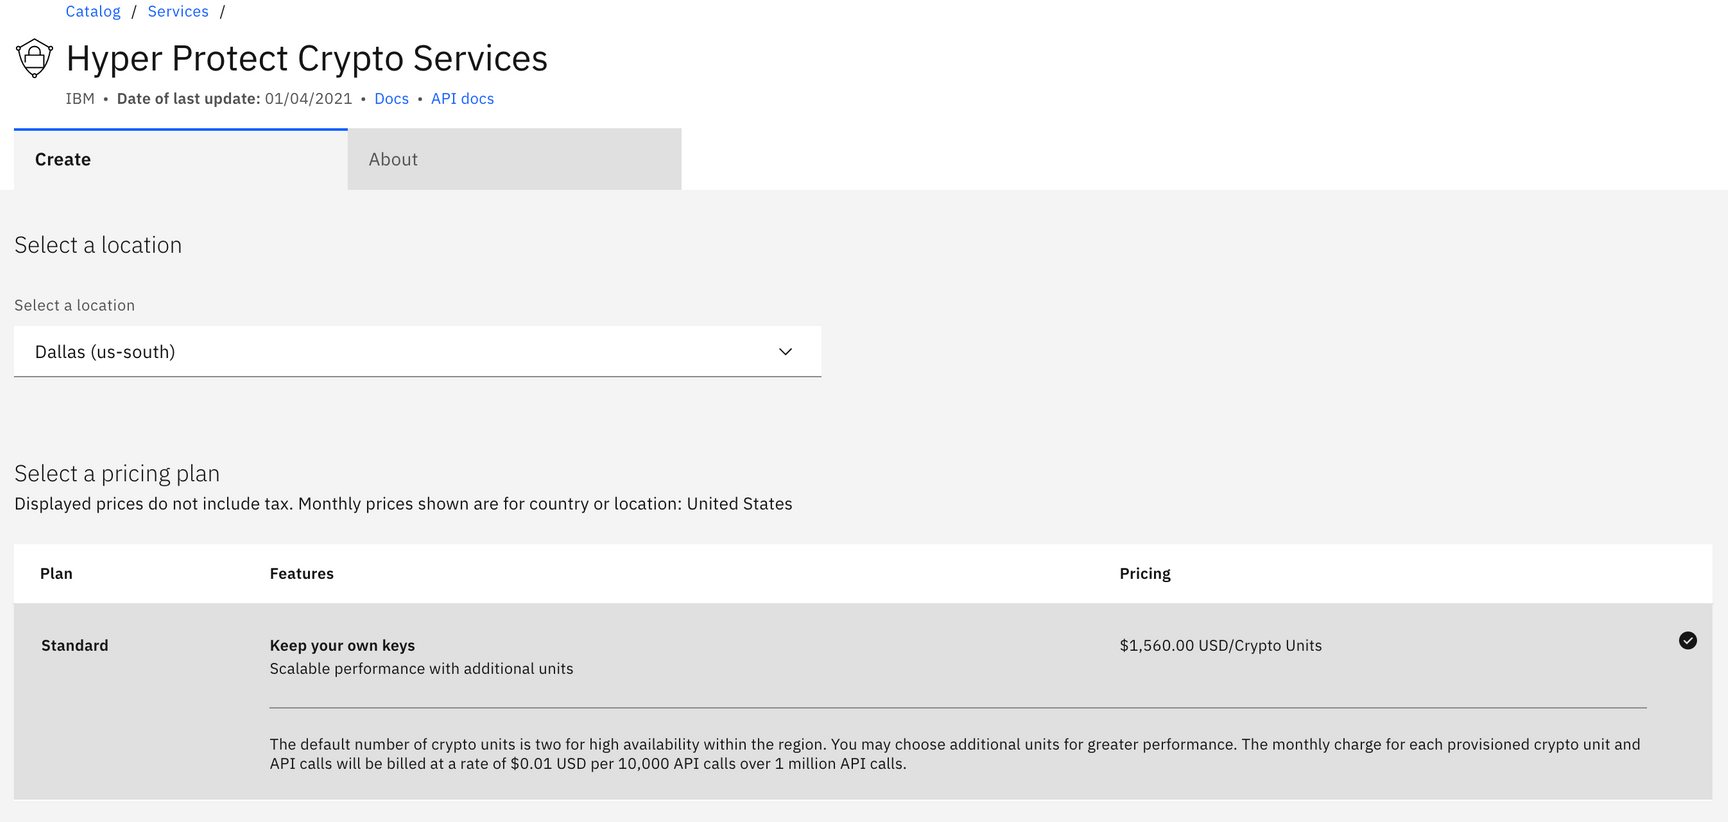 Catalog / Services /
Hyper Protect Crypto Services
IBM • Date of last update: 01/04/2021 • Docs • API docs
Create
About
Select a location
Select a location
Dallas (us-south)
Select a pricing plan
Displayed prices do not include tax. Monthly prices shown are for country or location: United States
Plan Features Pricing
Standard Keep your own keys $1,560.00 USD/Crypto Units
Scalable performance with additional units
The default number of crypto units is two for high availability within the region. You may choose additional units for greater performance. The monthly charge for each provisioned crypto unit and
API calls will be billed at a rate of $0.01 USD per 10,000 API calls over 1 million API calls.